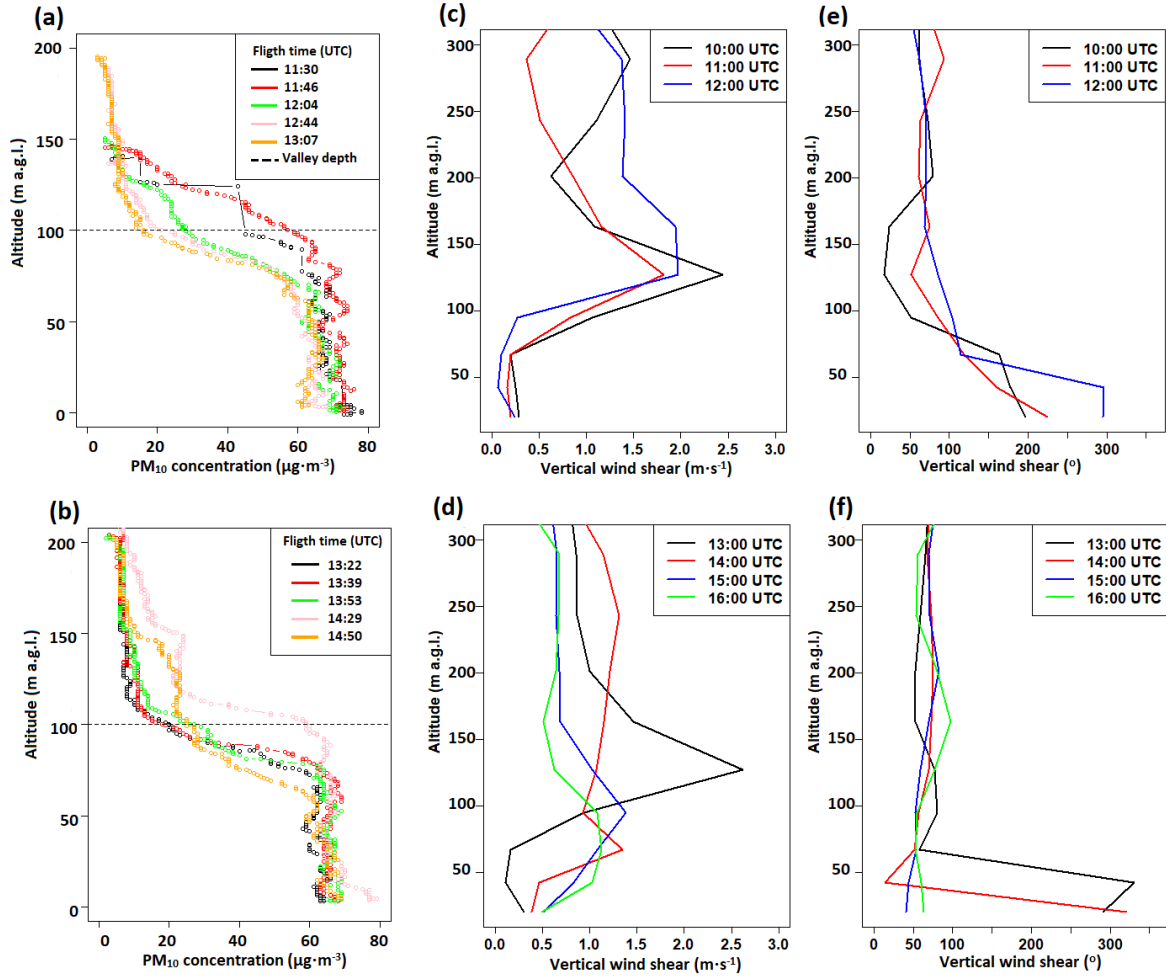 (a)
Fligth time (UTC)
11:30
11:46
12:04
12:44
13:07
Valley depth
200
150
100
50
0
Altitude (m a.g.l.)
0 20 40 60 80
PM₁₀ concentration (µg·m⁻³)
(c)
10:00 UTC
11:00 UTC
12:00 UTC
300
250
200
150
100
50
Altitude (m a.g.l.)
0.0 0.5 1.0 1.5 2.0 2.5 3.0
Vertical wind shear (m·s⁻¹)
(e)
10:00 UTC
11:00 UTC
12:00 UTC
300
250
200
150
100
50
Altitude (m a.g.l.)
0 50 100 150 200 250 300
Vertical wind shear (°)
(b)
Fligth time (UTC)
13:22
13:39
13:53
14:29
14:50
200
150
100
50
0
Altitude (m a.g.l.)
0 20 40 60 80
PM₁₀ concentration (µg·m⁻³)
(d)
13:00 UTC
14:00 UTC
15:00 UTC
16:00 UTC
300
250
200
150
100
50
Altitude (m a.g.l.)
0.0 0.5 1.0 1.5 2.0 2.5 3.0
Vertical wind shear (m·s⁻¹)
(f)
13:00 UTC
14:00 UTC
15:00 UTC
16:00 UTC
300
250
200
150
100
50
Altitude (m a.g.l.)
0 50 100 150 200 300
Vertical wind shear (°)